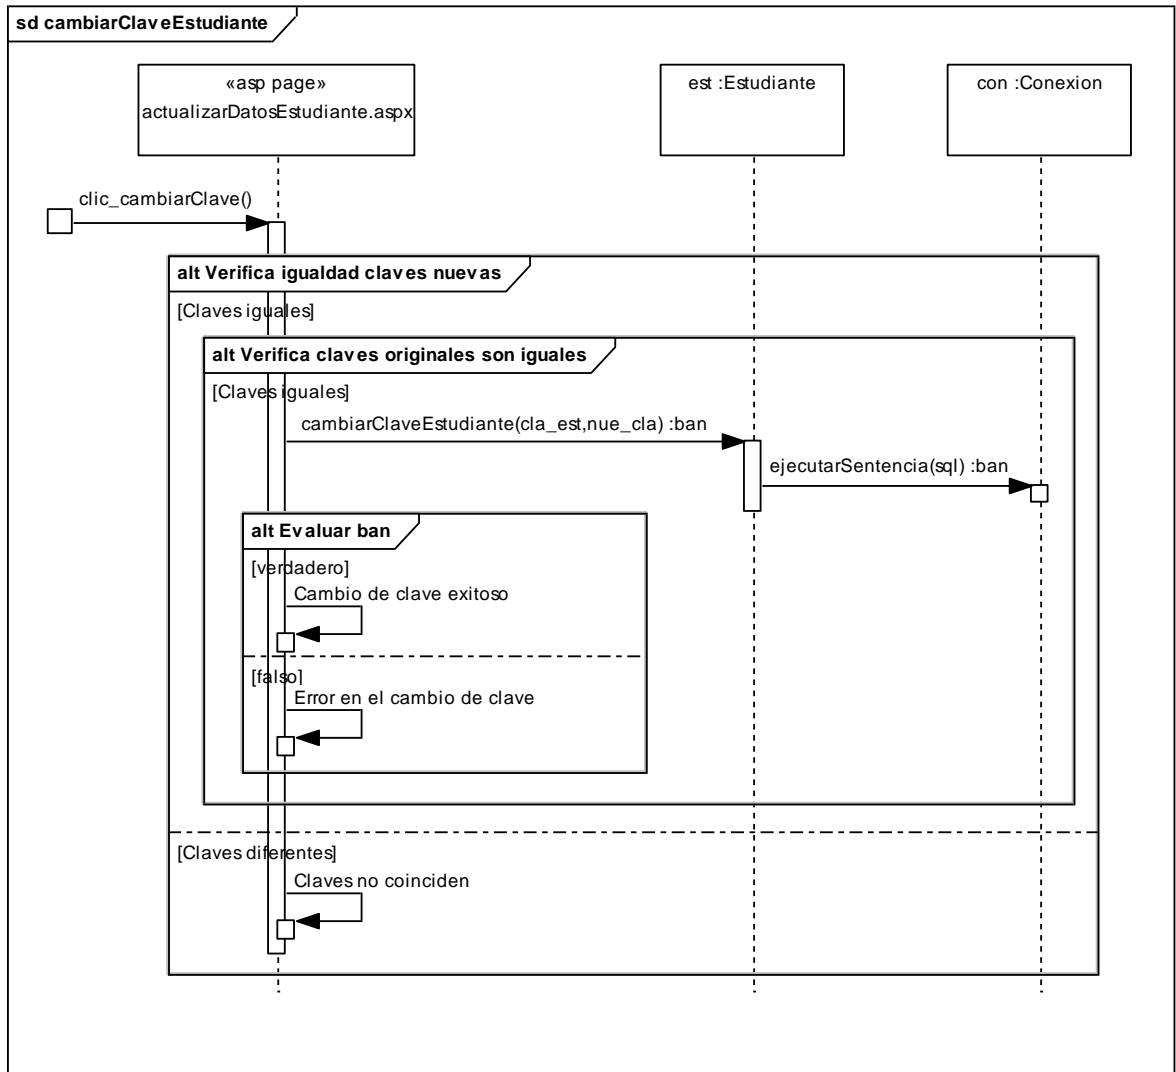 sd cambiarClaveEstudiante
«asp page»
actualizarDatosEstudiante.aspx
est :Estudiante
con :Conexion
clic_cambiarClave()
alt Verifica igualdad claves nuevas
[Claves iguales]
alt Verifica claves originales son iguales
[Claves iguales]
cambiarClaveEstudiante(cla_est,nue_cla) :ban
ejecutarSentencia(sql) :ban
alt Evaluar ban
[verdadero]
Cambio de clave exitoso
[falso]
Error en el cambio de clave
[Claves diferentes]
Claves no coinciden